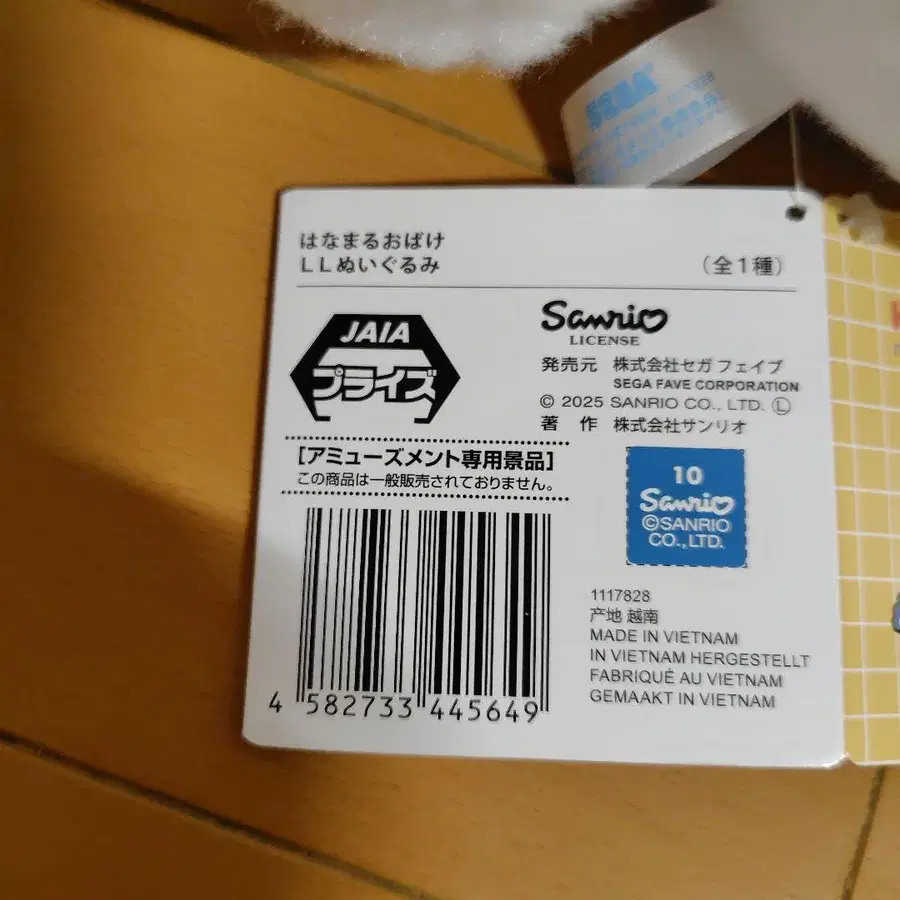 SEGA
はなまるおばけ
LLぬいぐるみ
(全1種)
JAIA
プライズ
Sanrio
LICENSE
発売元 株式会社セガ フェイブ
SEGA FAVE CORPORATION
© 2025 SANRIO CO., LTD. Ⓛ
著 作 株式会社サンリオ
[アミューズメント専用景品]
この商品は一般販売されておりません。
10
Sanrio
©SANRIO
CO.,LTD.
4 582733 445649
1117828
产地 越南
MADE IN VIETNAM
IN VIETNAM HERGESTELLT
FABRIQUÉ AU VIETNAM
GEMAAKT IN VIETNAM